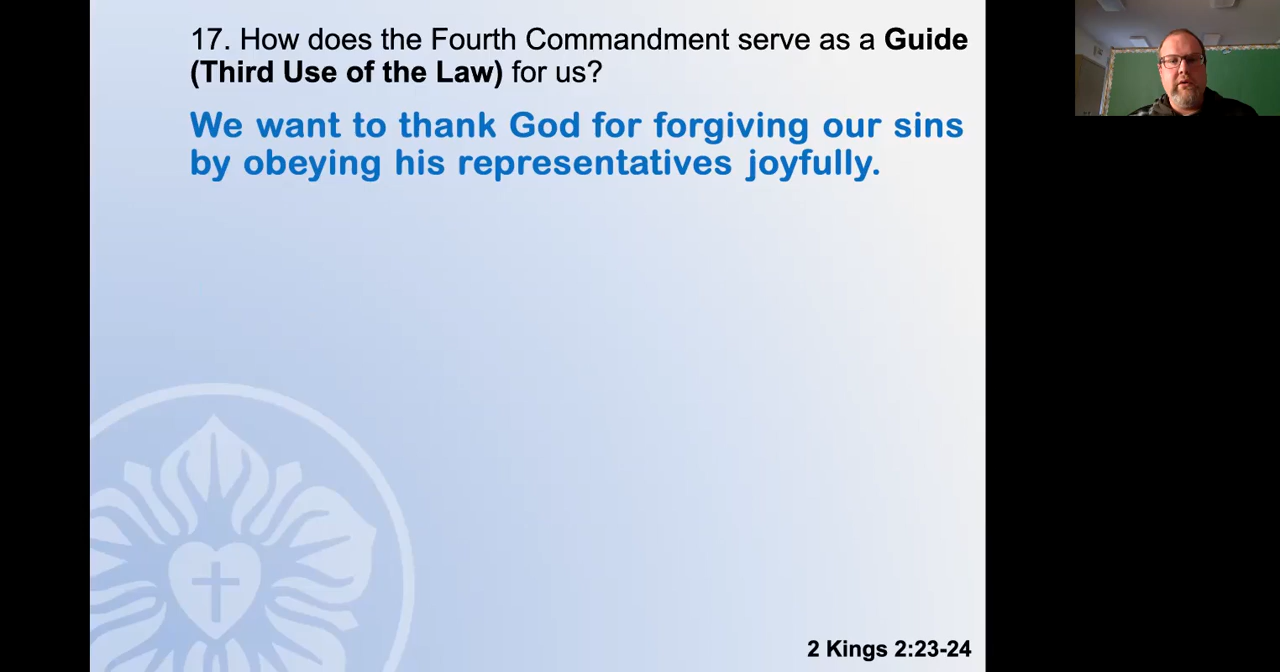 17. How does the Fourth Commandment serve as a Guide
(Third Use of the Law) for us?
We want to thank God for forgiving our sins
by obeying his representatives joyfully.
2 Kings 2:23-24